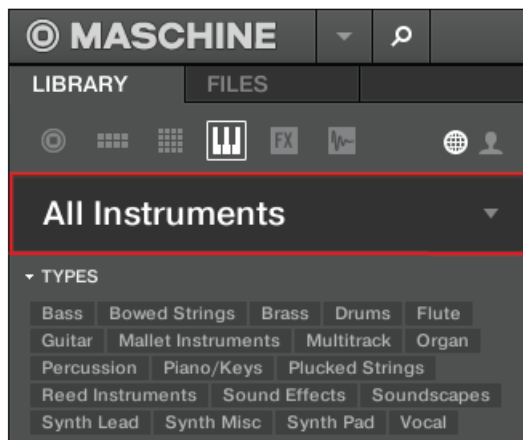 MASCHINE
LIBRARY FILES
FX
All Instruments
TYPES
Bass Bowed Strings Brass Drums Flute
Guitar Mallet Instruments Multitrack Organ
Percussion Piano/Keys Plucked Strings
Reed Instruments Sound Effects Soundscapes
Synth Lead Synth Misc Synth Pad Vocal